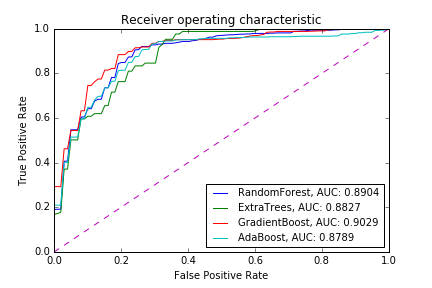 Receiver operating characteristic
True Positive Rate
1.0
0.8
0.6
0.4
0.2
0.0
RandomForest, AUC: 0.8904
ExtraTrees, AUC: 0.8827
GradientBoost, AUC: 0.9029
AdaBoost, AUC: 0.8789
0.0 0.2 0.4 0.6 0.8 1.0
False Positive Rate